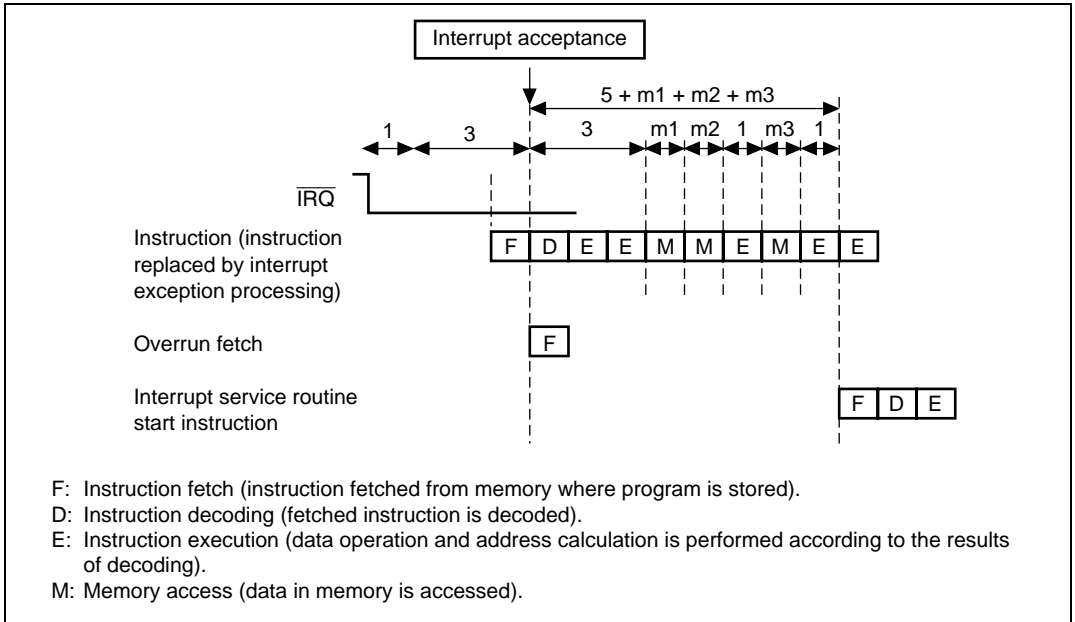 Interrupt acceptance
5 + m1 + m2 + m3
1 3 3 m1 m2 1 m3 1
IRQ
Instruction (instruction
replaced by interrupt
exception processing)
F D E E M M E M E E
Overrun fetch
F
Interrupt service routine
start instruction
F D E
F: Instruction fetch (instruction fetched from memory where program is stored).
D: Instruction decoding (fetched instruction is decoded).
E: Instruction execution (data operation and address calculation is performed according to the results
of decoding).
M: Memory access (data in memory is accessed).